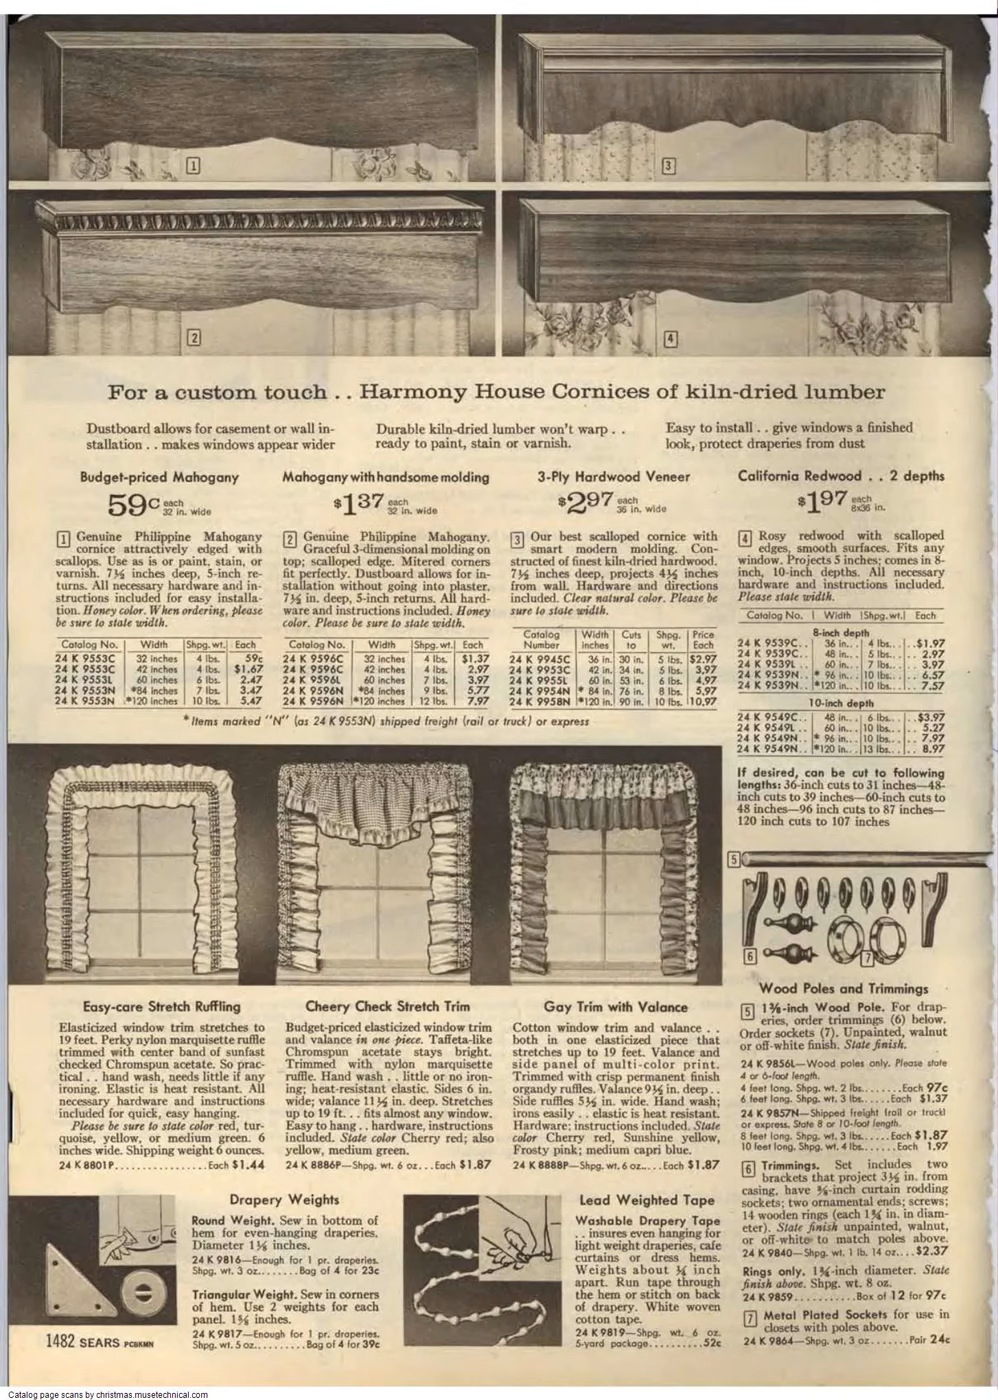 1
3
2
4
For a custom touch . . Harmony House Cornices of kiln-dried lumber
Dustboard allows for casement or wall in-
stallation . . makes windows appear wider
Durable kiln-dried lumber won't warp . .
ready to paint, stain or varnish.
Easy to install . . give windows a finished
look, protect draperies from dust
Budget-priced Mahogany
59c each 32 in. wide
1 Genuine Philippine Mahogany
cornice attractively edged with
scallops. Use as is or paint, stain, or
varnish. 7½ inches deep, 5-inch re-
turns. All necessary hardware and in-
structions included for easy installa-
tion. Honey color. When ordering, please
be sure to state width.
Catalog No. Width Shpg. wt. Each
24 K 9553C 32 inches 4 lbs. 59c
24 K 9553C 42 inches 4 lbs. $1.67
24 K 9553L 60 inches 6 lbs. 2.47
24 K 9553N *84 inches 7 lbs. 3.47
24 K 9553N *120 inches 10 lbs. 5.47
Mahogany with handsome molding
$1.37 each 32 in. wide
2 Genuine Philippine Mahogany.
Graceful 3-dimensional molding on
top; scalloped edge. Mitered corners
fit perfectly. Dustboard allows for in-
stallation without going into plaster.
7½ in. deep, 5-inch returns. All hard-
ware and instructions included. Honey
color. Please be sure to state width.
Catalog No. Width Shpg. wt. Each
24 K 9596C 32 inches 4 lbs. $1.37
24 K 9596C 42 inches 4 lbs. 2.97
24 K 9596L 60 inches 7 lbs. 3.97
24 K 9596N *84 inches 9 lbs. 5.77
24 K 9596N *120 inches 12 lbs. 7.97
3-Ply Hardwood Veneer
$2.97 each 36 in. wide
3 Our best scalloped cornice with
smart modern molding. Con-
structed of finest kiln-dried hardwood.
7½ inches deep, projects 4½ inches
from wall. Hardware and directions
included. Clear natural color. Please be
sure to state width.
Catalog Number Width Inches Cuts to Shpg. wt. Price Each
24 K 9945C 36 in. 30 in. 5 lbs. $2.97
24 K 9953C 42 in. 34 in. 5 lbs. 3.97
24 K 9955L 60 in. 53 in. 6 lbs. 4.97
24 K 9954N * 84 in. 76 in. 8 lbs. 5.97
24 K 9958N *120 in. 90 in. 10 lbs. 10.97
*Items marked "N" (as 24 K 9553N) shipped freight (rail or truck) or express
California Redwood . . 2 depths
$1.97 each 8x36 in.
4 Rosy redwood with scalloped
edges, smooth surfaces. Fits any
window. Projects 5 inches; comes in 8-
inch, 10-inch depths. All necessary
hardware and instructions included.
Please state width.
Catalog No. Width Shpg. wt. Each
8-inch depth
24 K 9539C.. 36 in... 4 lbs... $1.97
24 K 9539C.. 48 in... 5 lbs... 2.97
24 K 9539L.. 60 in... 7 lbs... 3.97
24 K 9539N.. * 96 in... 10 lbs... 6.57
24 K 9539N.. *120 in... 10 lbs... 7.57
10-inch depth
24 K 9549C.. 48 in... 6 lbs... $3.97
24 K 9549L.. 60 in... 10 lbs... 5.27
24 K 9549N.. * 96 in... 10 lbs... 7.97
24 K 9549N.. *120 in... 13 lbs... 8.97
If desired, can be cut to following
lengths: 36-inch cuts to 31 inches—48-
inch cuts to 39 inches—60-inch cuts to
48 inches—96 inch cuts to 87 inches—
120 inch cuts to 107 inches
5
6
7
Easy-care Stretch Ruffling
Elasticized window trim stretches to
19 feet. Perky nylon marquisette ruffle
trimmed with center band of sunfast
checked Chromspun acetate. So prac-
tical . . hand wash, needs little if any
ironing. Elastic is heat resistant. All
necessary hardware and instructions
included for quick, easy hanging.
Please be sure to state color red, tur-
quoise, yellow, or medium green. 6
inches wide. Shipping weight 6 ounces.
24 K 8801P...............Each $1.44
Cheery Check Stretch Trim
Budget-priced elasticized window trim
and valance in one piece. Taffeta-like
Chromspun acetate stays bright.
Trimmed with nylon marquisette
ruffle. Hand wash . . little or no iron-
ing; heat-resistant elastic. Sides 6 in.
wide; valance 11½ in. deep. Stretches
up to 19 ft. . . fits almost any window.
Easy to hang . . hardware, instructions
included. State color Cherry red; also
yellow, medium green.
24 K 8886P—Shpg. wt. 6 oz...Each $1.87
Gay Trim with Valance
Cotton window trim and valance . .
both in one elasticized piece that
stretches up to 19 feet. Valance and
side panel of multi-color print.
Trimmed with crisp permanent finish
organdy ruffles. Valance 9½ in. deep . .
Side ruffles 5½ in. wide. Hand wash;
irons easily . . elastic is heat resistant.
Hardware; instructions included. State
color Cherry red, Sunshine yellow,
Frosty pink; medium capri blue.
24 K 8888P—Shpg. wt. 6 oz.....Each $1.87
Wood Poles and Trimmings
5 1⅜-inch Wood Pole. For drap-
eries, order trimmings (6) below.
Order sockets (7). Unpainted, walnut
or off-white finish. State finish.
24 K 9856L—Wood poles only. Please state
4 or 6-foot length.
4 feet long. Shpg. wt. 2 lbs........Each 97c
6 feet long. Shpg. wt. 3 lbs......Each $1.37
24 K 9857N—Shipped freight (rail or truck)
or express. State 8 or 10-foot length.
8 feet long. Shpg. wt. 3 lbs......Each $1.87
10 feet long. Shpg. wt. 4 lbs.......Each 1.97
6 Trimmings. Set includes two
brackets that project 3½ in. from
casing, have ⅜-inch curtain rodding
sockets; two ornamental ends; screws;
14 wooden rings (each 1¾ in. in diam-
eter). State finish unpainted, walnut,
or off-white to match poles above.
24 K 9840—Shpg. wt. 1 lb. 14 oz....$2.37
Rings only. 1¾-inch diameter. State
finish above. Shpg. wt. 8 oz.
24 K 9859...........Box of 12 for 97c
7 Metal Plated Sockets for use in
closets with poles above.
24 K 9864—Shpg. wt. 3 oz.......Pair 24c
Drapery Weights
Round Weight. Sew in bottom of
hem for even-hanging draperies.
Diameter 1⅛ inches.
24 K 9816—Enough for 1 pr. draperies.
Shpg. wt. 3 oz........Bag of 4 for 23c
Triangular Weight. Sew in corners
of hem. Use 2 weights for each
panel. 1⅝ inches.
24 K 9817—Enough for 1 pr. draperies.
Shpg. wt. 5 oz..........Bag of 4 for 39c
Lead Weighted Tape
Washable Drapery Tape
. . insures even hanging for
light weight draperies, cafe
curtains or dress hems.
Weights about ¾ inch
apart. Run tape through
the hem or stitch on back
of drapery. White woven
cotton tape.
24 K 9819—Shpg. wt. 6 oz.
5-yard package..........52c
1482 SEARS PCBKMN
Catalog page scans by christmas.musetechnical.com